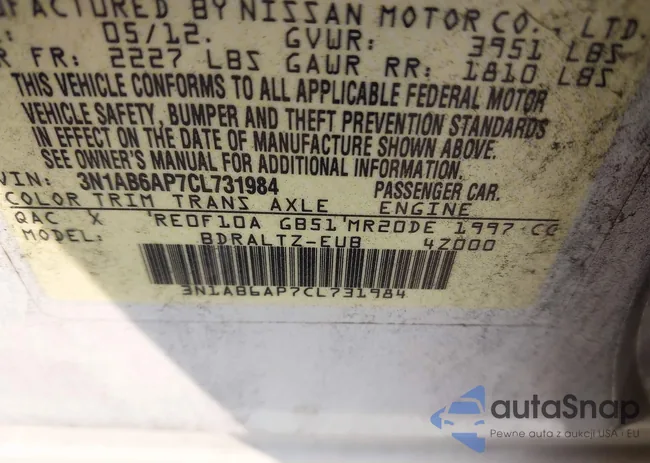 UFACTURED BY NISSAN MOTOR CO., LTD.
: 05/12. GVWR: 3951 LBS
R FR: 2227 LBS GAWR RR: 1810 LBS
THIS VEHICLE CONFORMS TO ALL APPLICABLE FEDERAL MOTOR
VEHICLE SAFETY, BUMPER AND THEFT PREVENTION STANDARDS
IN EFFECT ON THE DATE OF MANUFACTURE SHOWN ABOVE.
SEE OWNER'S MANUAL FOR ADDITIONAL INFORMATION.
VIN: 3N1AB6AP7CL731984 PASSENGER CAR.
COLOR TRIM TRANS AXLE ENGINE
QAC X 'RE0F10A GB51'MR20DE 1997 CC
MODEL: BDRALTZ-EUB 4Z000
3N1AB6AP7CL731984
autoSnap
Pewne auta z aukcji USA i EU